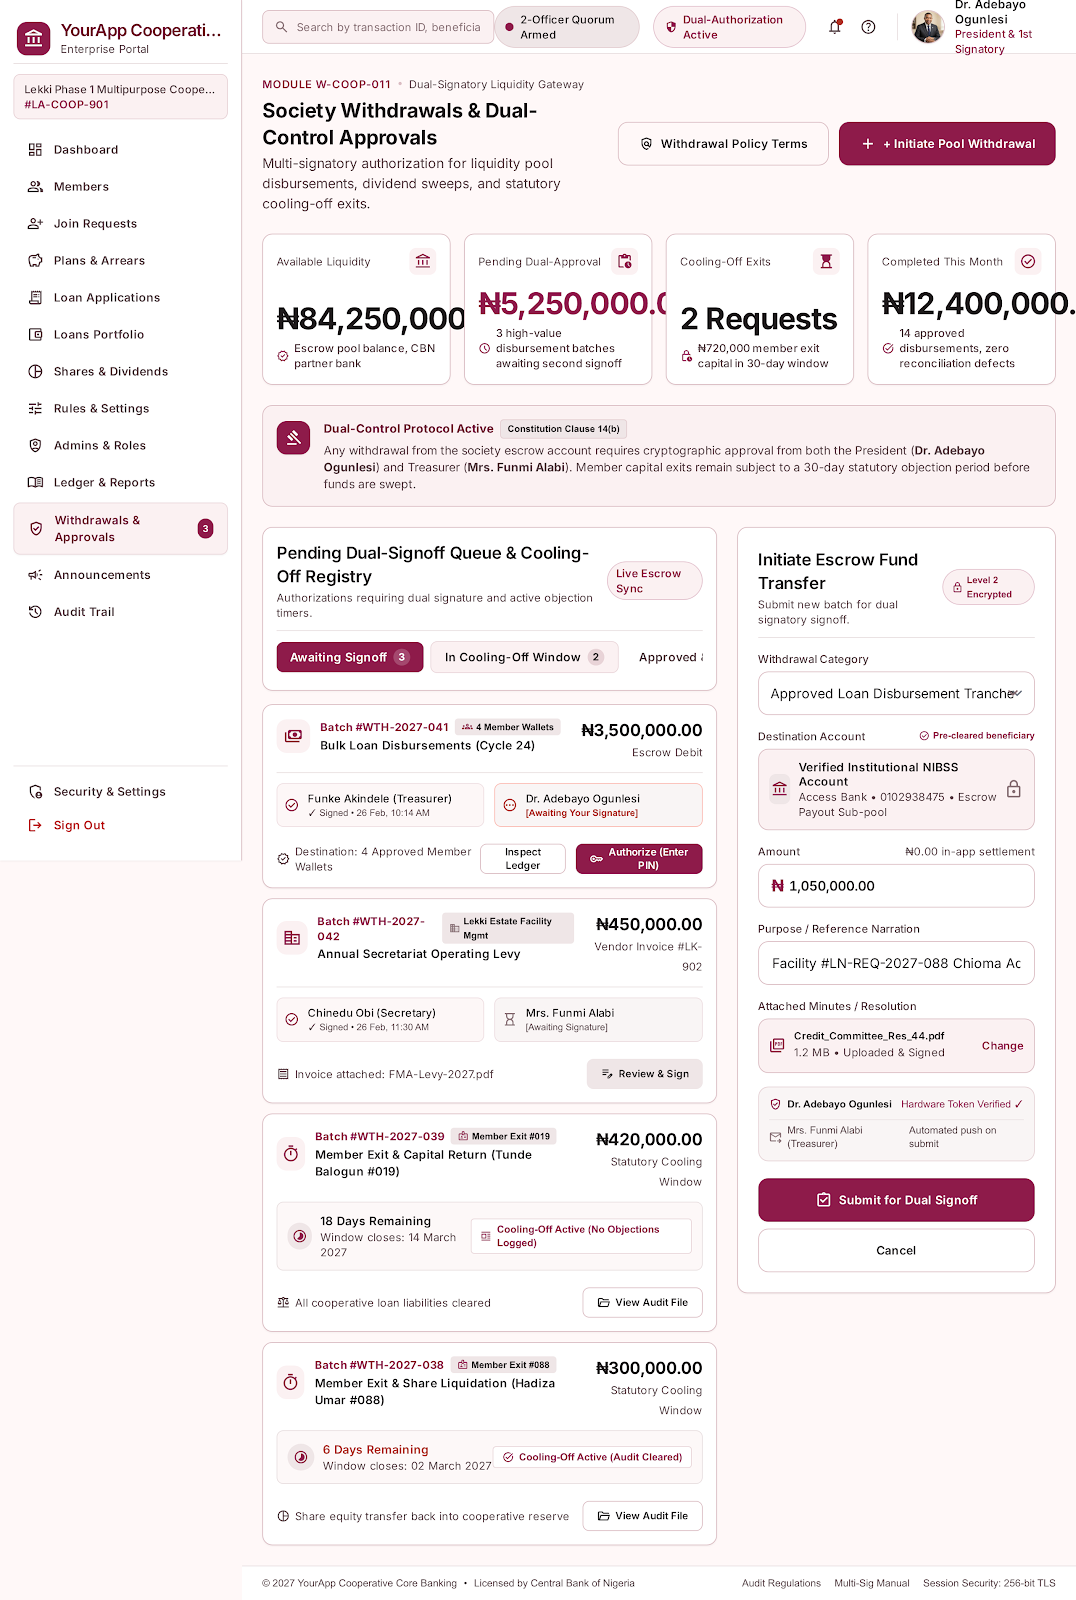 YourApp Cooperati...
Enterprise Portal
Lekki Phase 1 Multipurpose Coope...
#LA-COOP-901
Dashboard
Members
Join Requests
Plans & Arrears
Loan Applications
Loans Portfolio
Shares & Dividends
Rules & Settings
Admins & Roles
Ledger & Reports
Withdrawals &
Approvals
3
Announcements
Audit Trail
Security & Settings
Sign Out
Search by transaction ID, beneficia
2-Officer Quorum
Armed
Dual-Authorization
Active
Dr. Adebayo
Ogunlesi
President & 1st
Signatory
MODULE W-COOP-011 • Dual-Signatory Liquidity Gateway
Society Withdrawals & Dual-
Control Approvals
Multi-signatory authorization for liquidity pool
disbursements, dividend sweeps, and statutory
cooling-off exits.
Withdrawal Policy Terms
+ Initiate Pool Withdrawal
Available Liquidity
₦84,250,000
Escrow pool balance, CBN
partner bank
Pending Dual-Approval
₦5,250,000.0
3 high-value
disbursement batches
awaiting second signoff
Cooling-Off Exits
2 Requests
₦720,000 member exit
capital in 30-day window
Completed This Month
₦12,400,000.
14 approved
disbursements, zero
reconciliation defects
Dual-Control Protocol Active
Constitution Clause 14(b)
Any withdrawal from the society escrow account requires cryptographic approval from both the President (Dr. Adebayo
Ogunlesi) and Treasurer (Mrs. Funmi Alabi). Member capital exits remain subject to a 30-day statutory objection period before
funds are swept.
Pending Dual-Signoff Queue & Cooling-
Off Registry
Authorizations requiring dual signature and active objection
timers.
Live Escrow
Sync
Awaiting Signoff 3
In Cooling-Off Window 2
Approved &
Batch #WTH-2027-041
4 Member Wallets
Bulk Loan Disbursements (Cycle 24)
₦3,500,000.00
Escrow Debit
Funke Akindele (Treasurer)
✓ Signed • 26 Feb, 10:14 AM
Dr. Adebayo Ogunlesi
[Awaiting Your Signature]
Destination: 4 Approved Member
Wallets
Inspect
Ledger
Authorize (Enter
PIN)
Batch #WTH-2027-
042
Lekki Estate Facility
Mgmt
Annual Secretariat Operating Levy
₦450,000.00
Vendor Invoice #LK-
902
Chinedu Obi (Secretary)
✓ Signed • 26 Feb, 11:30 AM
Mrs. Funmi Alabi
[Awaiting Signature]
Invoice attached: FMA-Levy-2027.pdf
Review & Sign
Batch #WTH-2027-039
Member Exit #019
Member Exit & Capital Return (Tunde
Balogun #019)
₦420,000.00
Statutory Cooling
Window
18 Days Remaining
Window closes: 14 March
2027
Cooling-Off Active (No Objections
Logged)
All cooperative loan liabilities cleared
View Audit File
Batch #WTH-2027-038
Member Exit #088
Member Exit & Share Liquidation (Hadiza
Umar #088)
₦300,000.00
Statutory Cooling
Window
6 Days Remaining
Window closes: 02 March 2027
Cooling-Off Active (Audit Cleared)
Share equity transfer back into cooperative reserve
View Audit File
Initiate Escrow Fund
Transfer
Submit new batch for dual
signatory signoff.
Level 2
Encrypted
Withdrawal Category
Approved Loan Disbursement Tranche
Destination Account
Pre-cleared beneficiary
Verified Institutional NIBSS
Account
Access Bank • 0102938475 • Escrow
Payout Sub-pool
Amount
₦0.00 in-app settlement
₦ 1,050,000.00
Purpose / Reference Narration
Facility #LN-REQ-2027-088 Chioma Ad
Attached Minutes / Resolution
PDF
Credit_Committee_Res_44.pdf
1.2 MB • Uploaded & Signed
Change
Dr. Adebayo Ogunlesi
Hardware Token Verified ✓
Mrs. Funmi Alabi
(Treasurer)
Automated push on
submit
Submit for Dual Signoff
Cancel
© 2027 YourApp Cooperative Core Banking • Licensed by Central Bank of Nigeria
Audit Regulations
Multi-Sig Manual
Session Security: 256-bit TLS